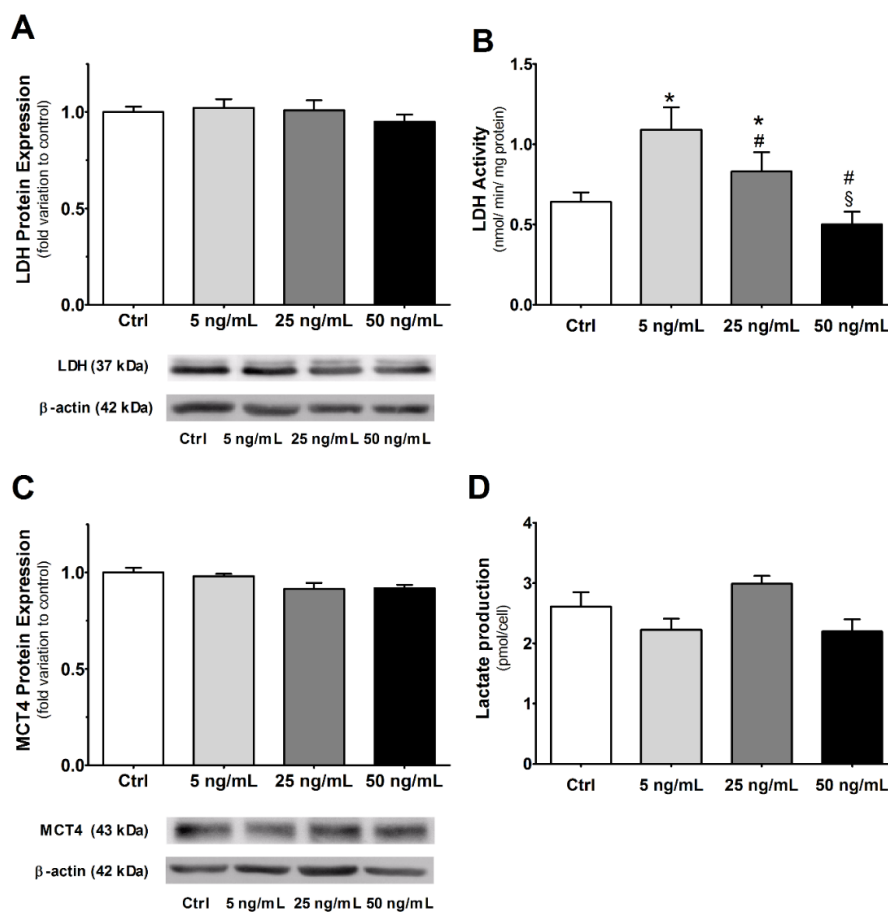 A
LDH Protein Expression
(fold variation to control)
1.0
0.5
0.0
Ctrl 5 ng/mL 25 ng/mL 50 ng/mL
LDH (37 kDa)
β-actin (42 kDa)
Ctrl 5 ng/mL 25 ng/mL 50 ng/mL
B
LDH Activity
(nmol/ min/ mg protein)
1.5
1.0
0.5
0.0
*
*
#
#
§
Ctrl 5 ng/mL 25 ng/mL 50 ng/mL
C
MCT4 Protein Expression
(fold variation to control)
1.0
0.5
0.0
Ctrl 5 ng/mL 25 ng/mL 50 ng/mL
MCT4 (43 kDa)
β-actin (42 kDa)
Ctrl 5 ng/mL 25 ng/mL 50 ng/mL
D
Lactate production
(pmol/cell)
4
3
2
1
0
Ctrl 5 ng/mL 25 ng/mL 50 ng/mL